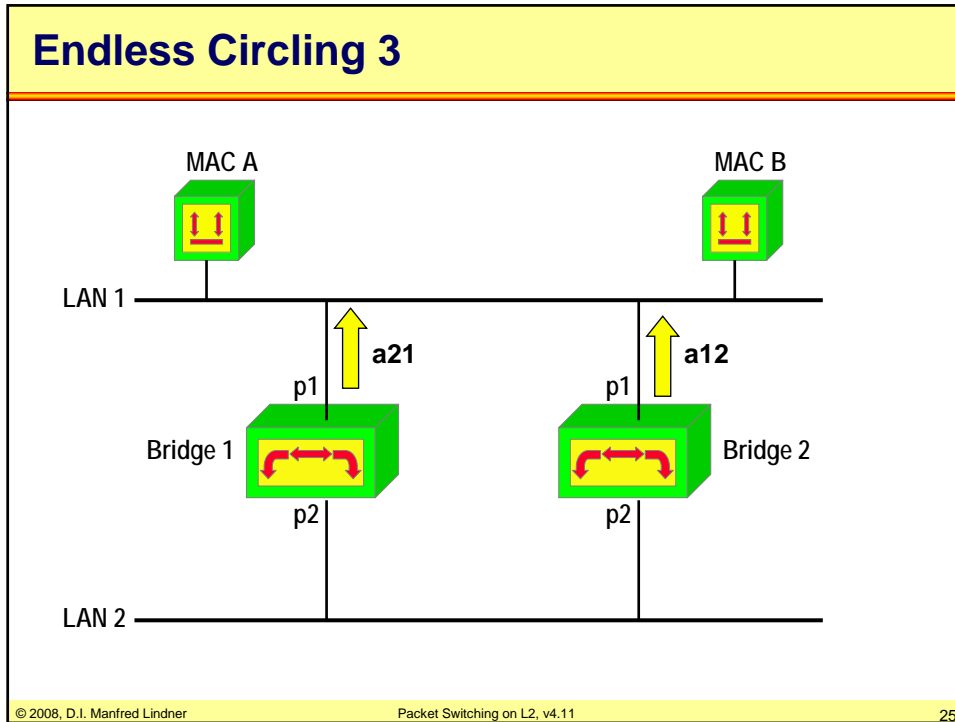 Endless Circling 3
MAC A
MAC B
LAN 1
a21
a12
p1
p1
Bridge 1
Bridge 2
p2
p2
LAN 2
© 2008, D.I. Manfred Lindner
Packet Switching on L2, v4.11
25